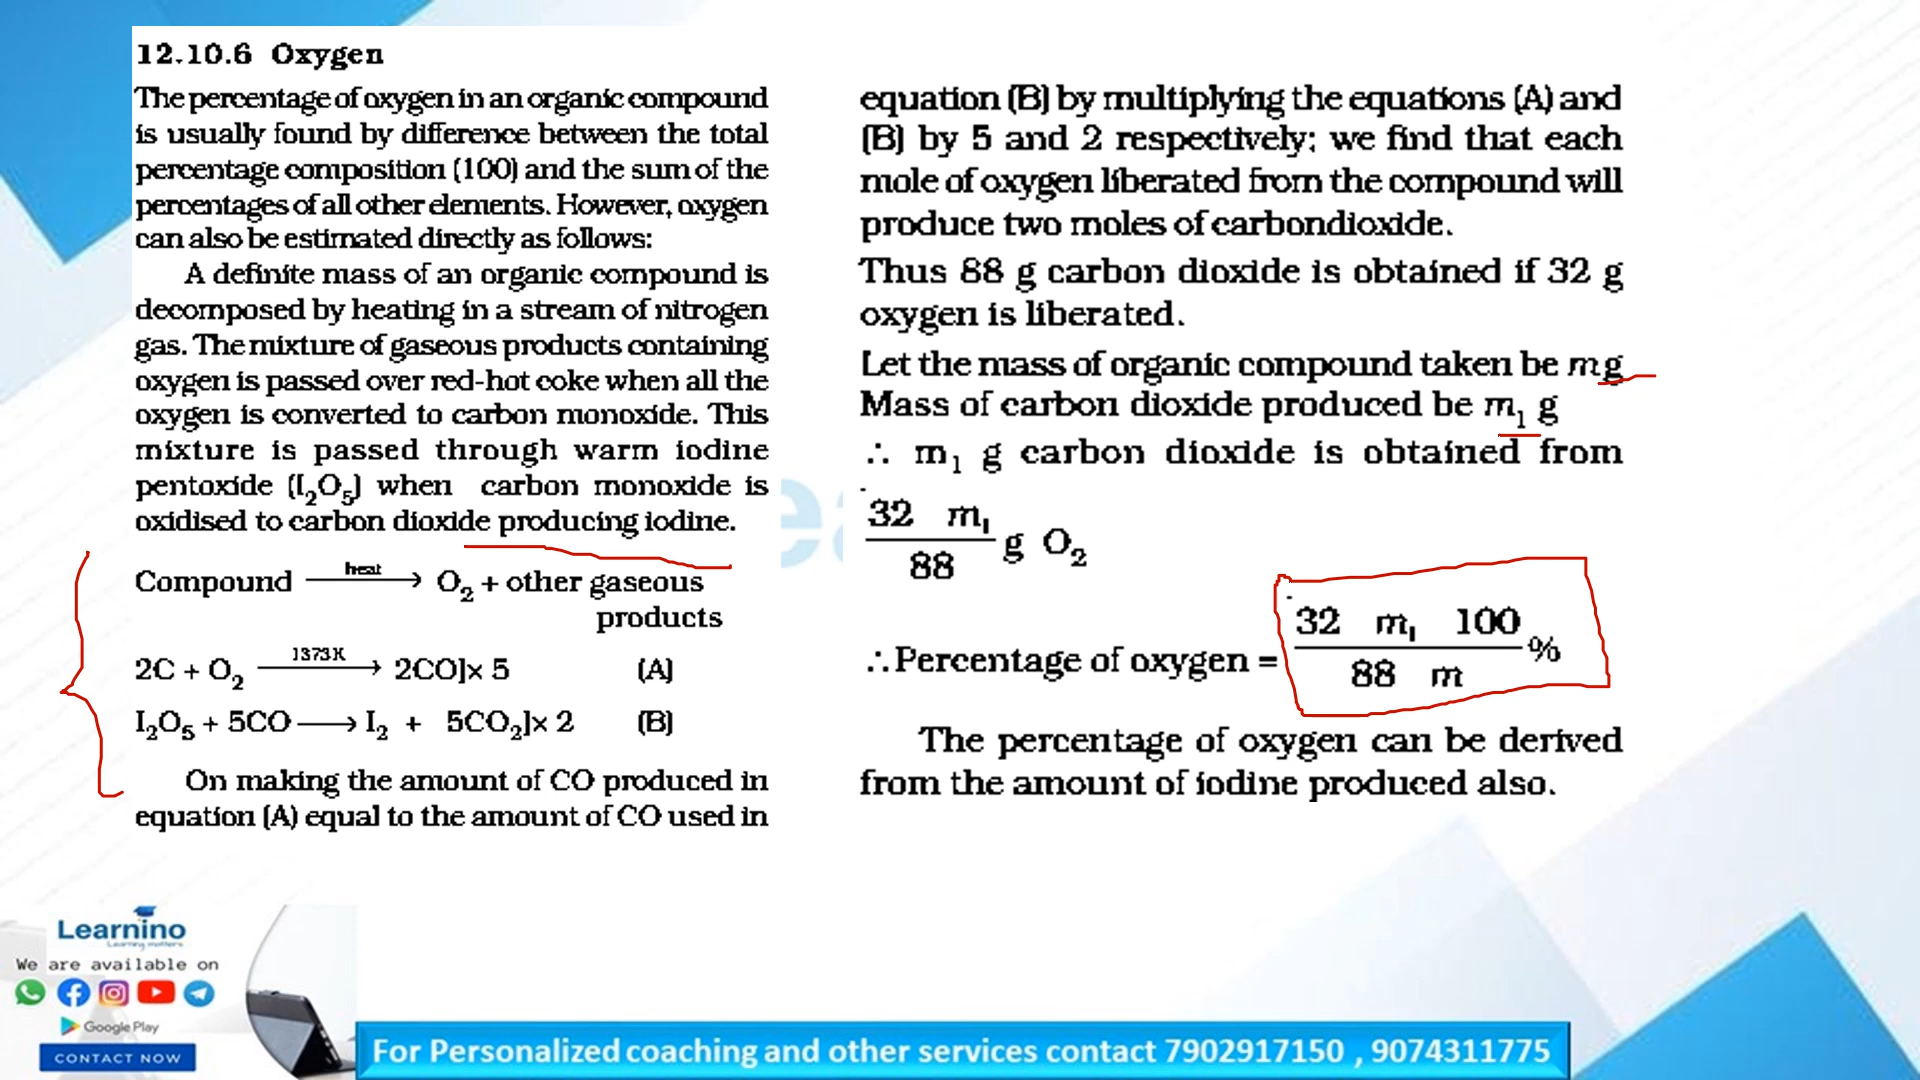 12.10.6 Oxygen
The percentage of oxygen in an organic compound
is usually found by difference between the total
percentage composition (100) and the sum of the
percentages of all other elements. However, oxygen
can also be estimated directly as follows:
A definite mass of an organic compound is
decomposed by heating in a stream of nitrogen
gas. The mixture of gaseous products containing
oxygen is passed over red-hot coke when all the
oxygen is converted to carbon monoxide. This
mixture is passed through warm iodine
pentoxide (I₂O₅) when carbon monoxide is
oxidised to carbon dioxide producing iodine.
Compound —heat→ O₂ + other gaseous
products
2C + O₂ —1373K→ 2CO]× 5 (A)
I₂O₅ + 5CO ⟶ I₂ + 5CO₂]× 2 (B)
On making the amount of CO produced in
equation (A) equal to the amount of CO used in
equation (B) by multiplying the equations (A) and
(B) by 5 and 2 respectively; we find that each
mole of oxygen liberated from the compound will
produce two moles of carbondioxide.
Thus 88 g carbon dioxide is obtained if 32 g
oxygen is liberated.
Let the mass of organic compound taken be mg
Mass of carbon dioxide produced be m₁ g
∴ m₁ g carbon dioxide is obtained from
32 m₁
88
g O₂
∴Percentage of oxygen =
32 m₁ 100
88 m
%
The percentage of oxygen can be derived
from the amount of iodine produced also.
Learnino
Learning matters
We are available on
Google Play
CONTACT NOW
For Personalized coaching and other services contact 7902917150 , 9074311775